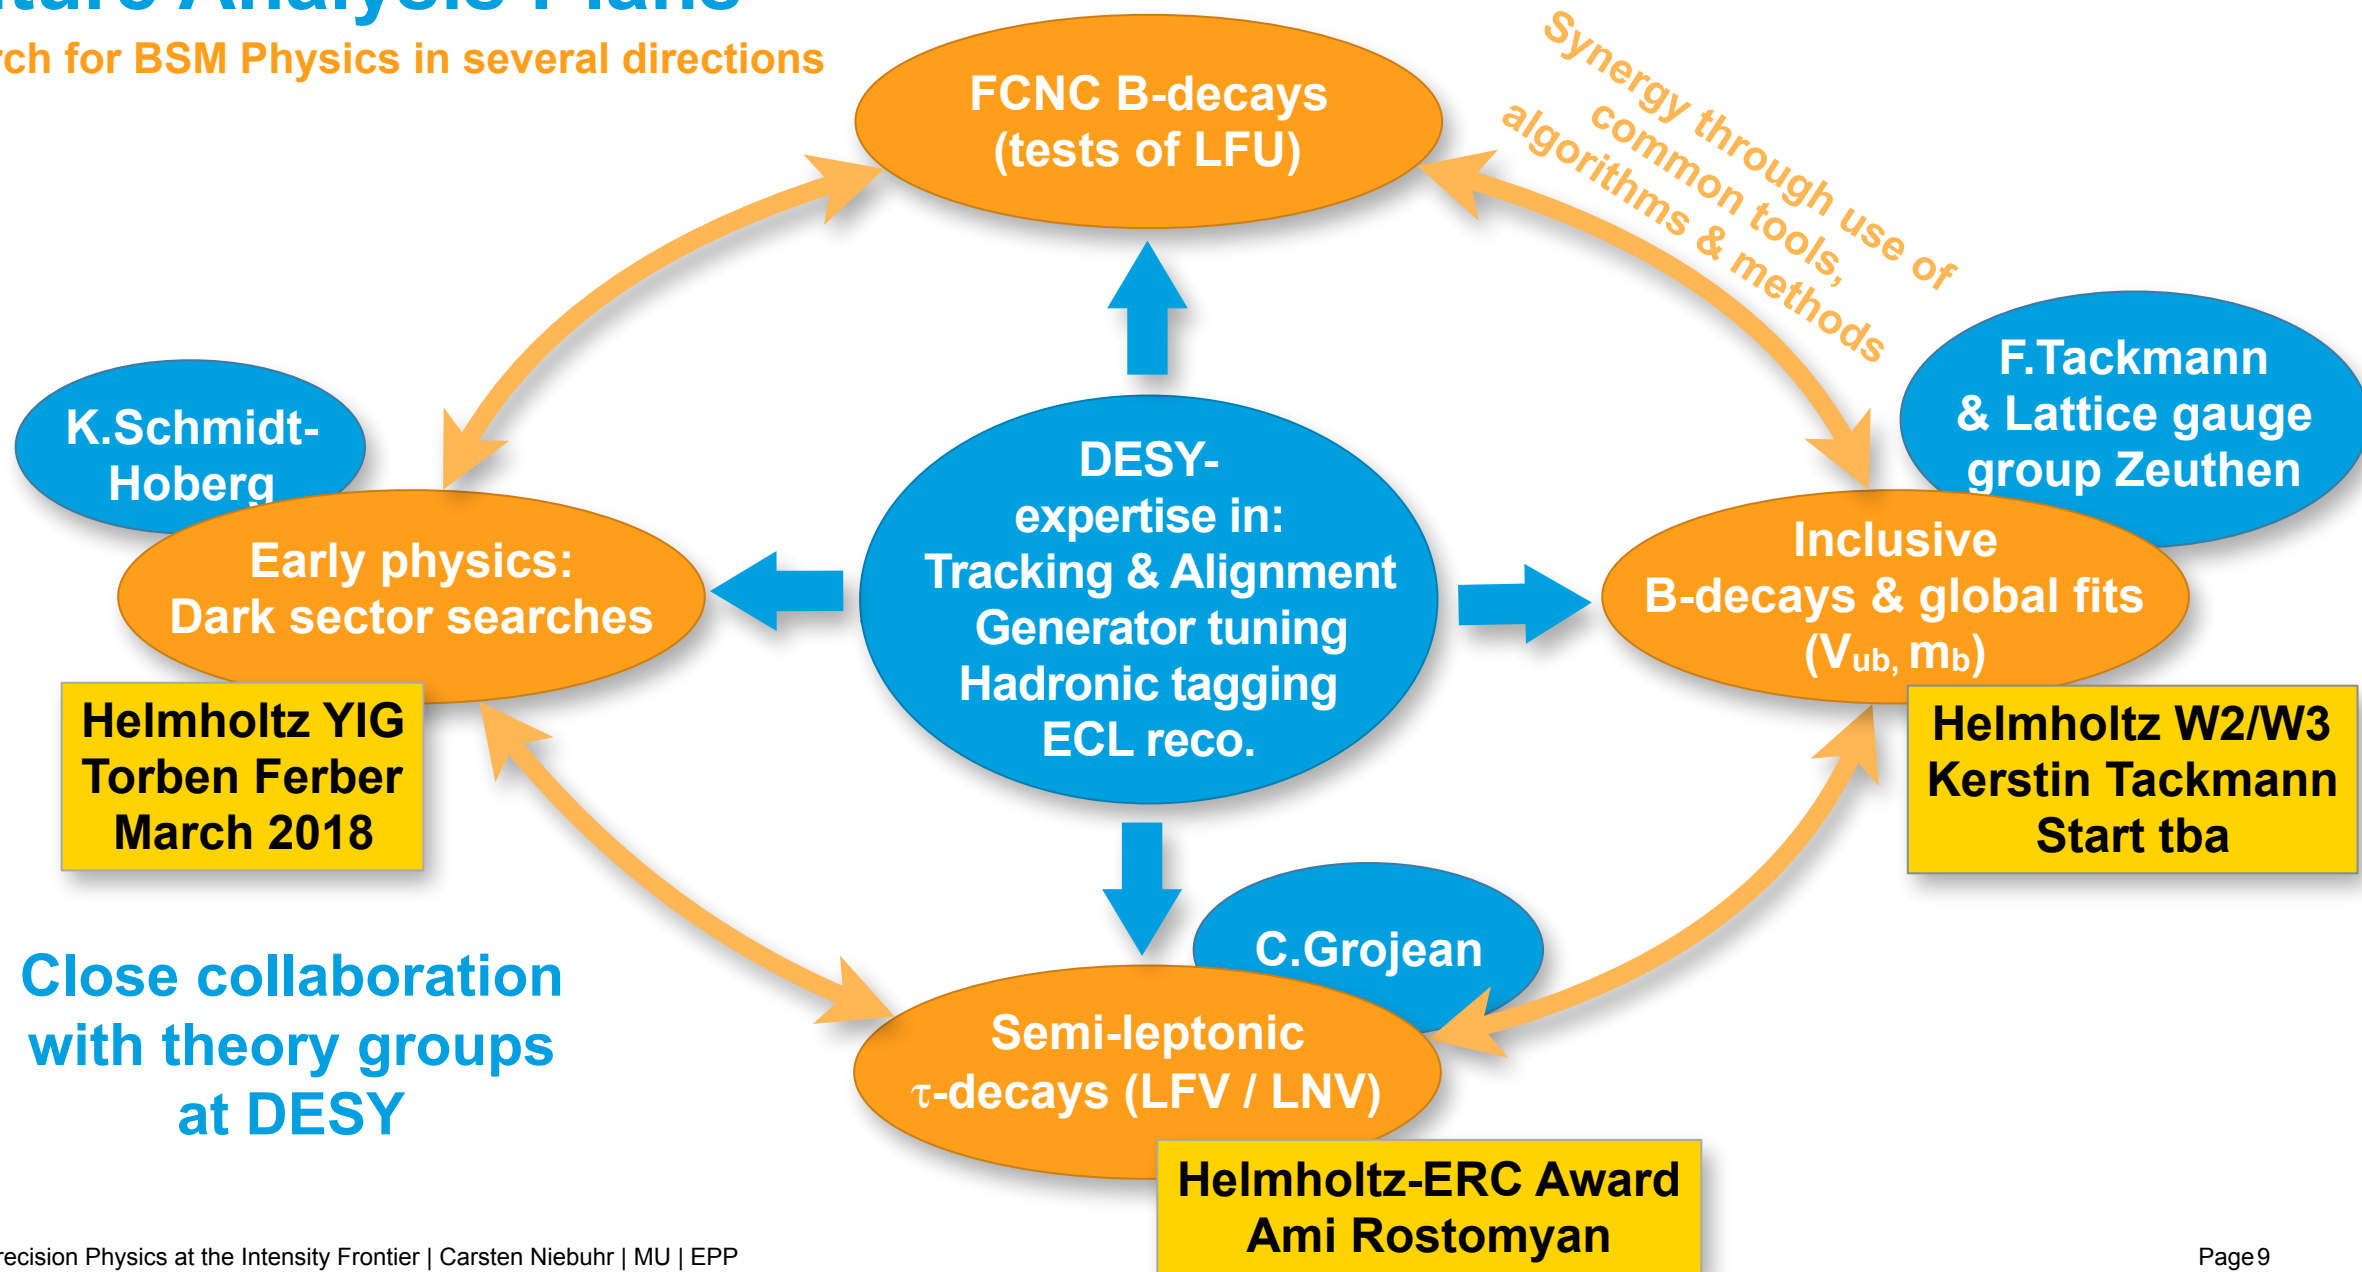 ture Analysis Plans
rch for BSM Physics in several directions
FCNC B-decays
(tests of LFU)
Synergy through use of
common tools,
algorithms & methods
K.Schmidt-
Hoberg
F.Tackmann
& Lattice gauge
group Zeuthen
DESY-
expertise in:
Tracking & Alignment
Generator tuning
Hadronic tagging
ECL reco.
Early physics:
Dark sector searches
Inclusive
B-decays & global fits
(Vub, mb)
Helmholtz YIG
Torben Ferber
March 2018
Helmholtz W2/W3
Kerstin Tackmann
Start tba
Close collaboration
with theory groups
at DESY
C.Grojean
Semi-leptonic
τ-decays (LFV / LNV)
Helmholtz-ERC Award
Ami Rostomyan
recision Physics at the Intensity Frontier | Carsten Niebuhr | MU | EPP
Page 9